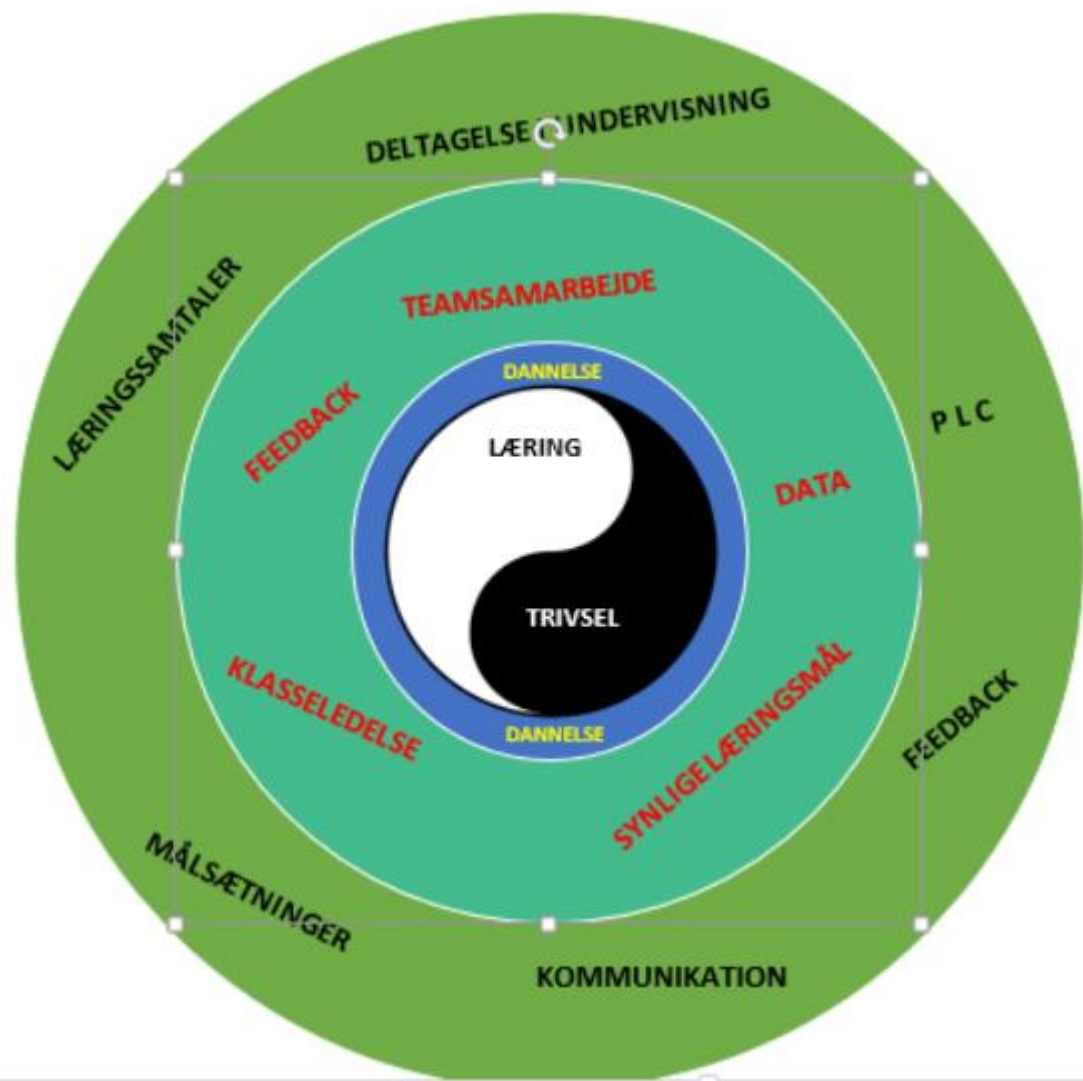 DELTAGELSE I UNDERVISNING
LÆRINGSSAMTALER
TEAMSAMARBEJDE
DANNELSE
FEEDBACK
PLC
LÆRING
DATA
TRIVSEL
KLASSELEDELSE
SYNLIGE LÆRINGSMÅL
FEEDBACK
DANNELSE
MÅLSÆTNINGER
KOMMUNIKATION